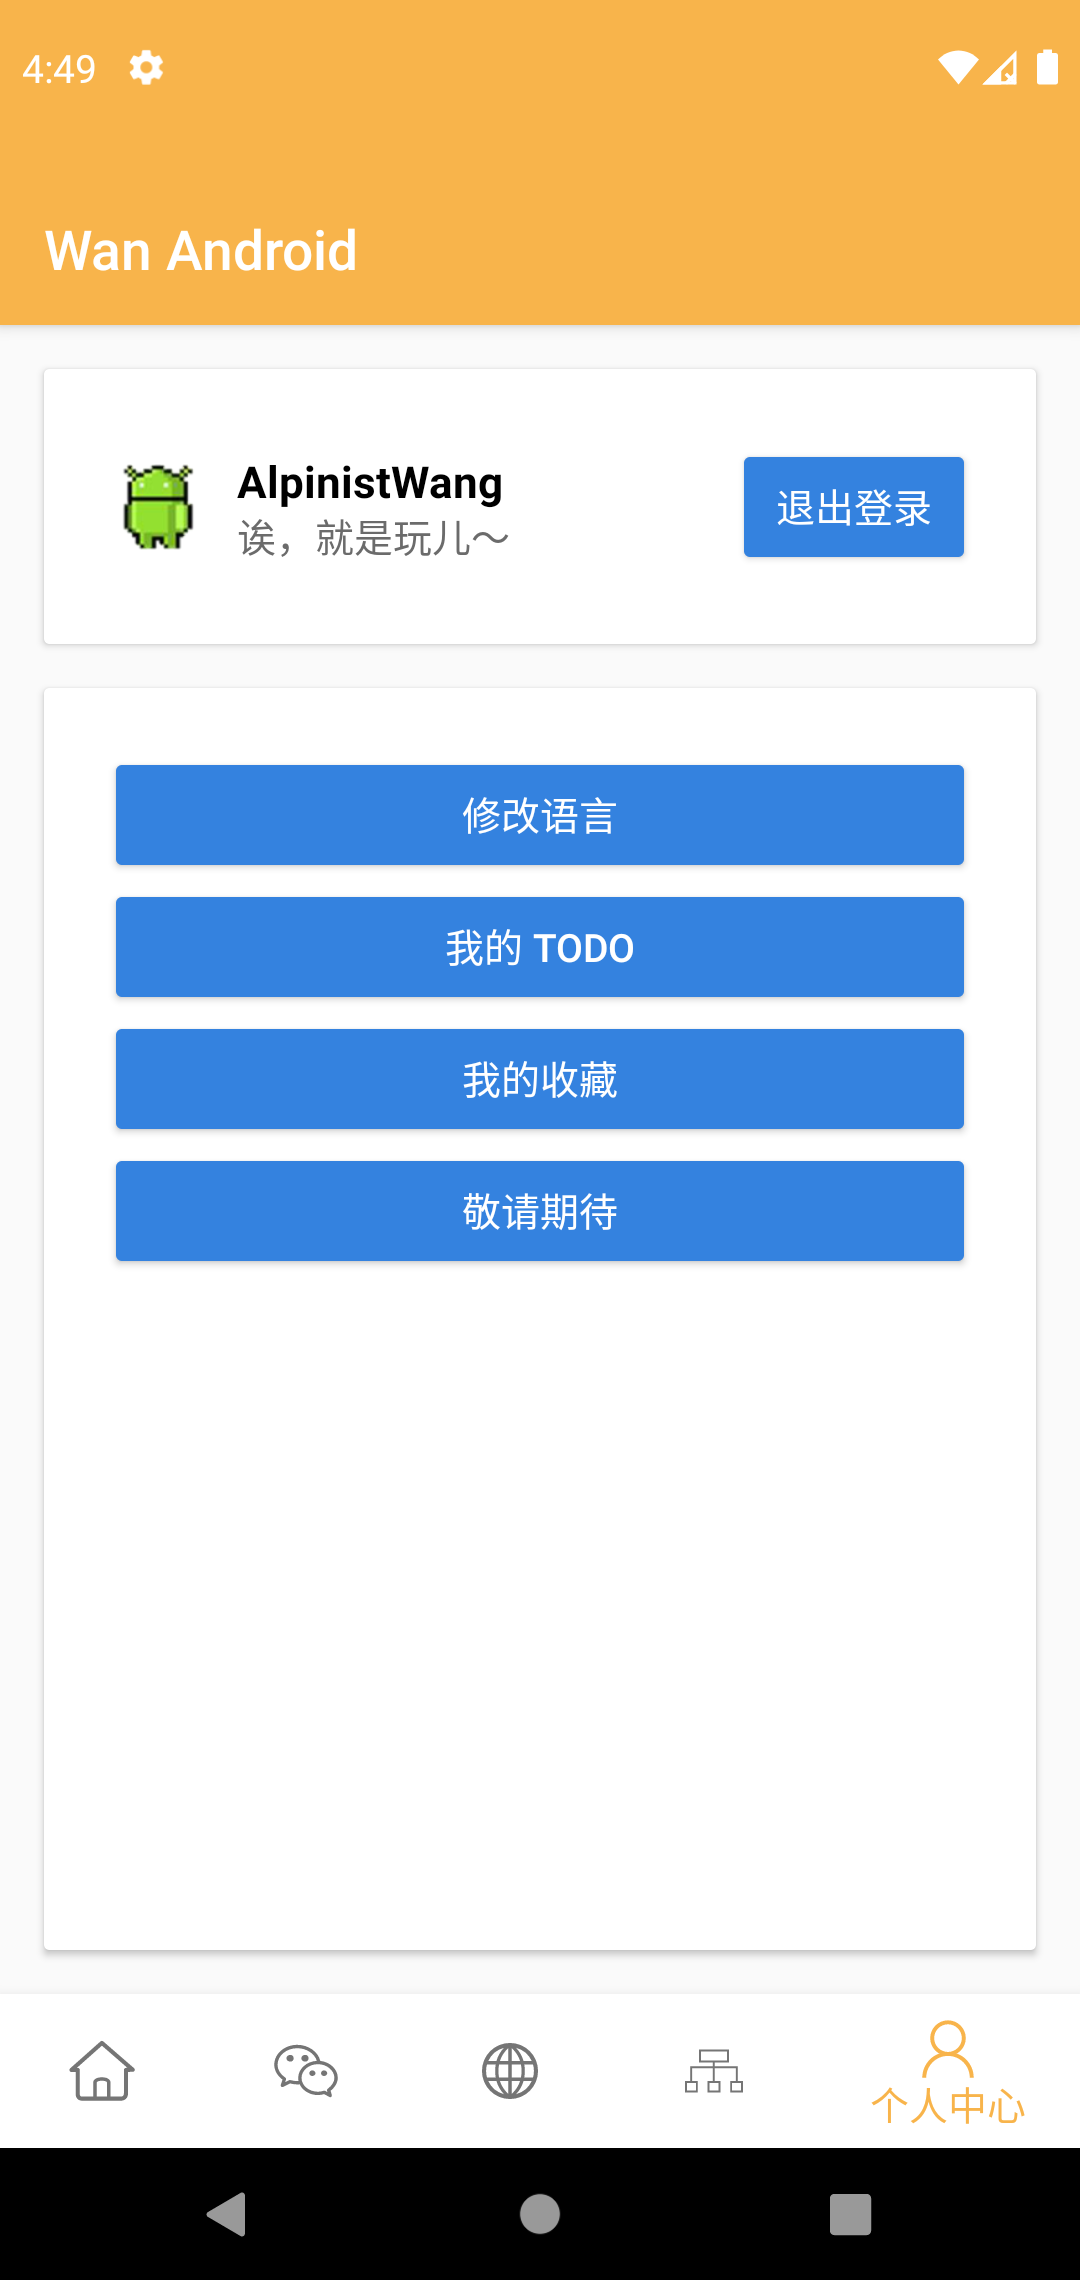 4:49
Wan Android
AlpinistWang
诶，就是玩儿～
退出登录
修改语言
我的 TODO
我的收藏
敬请期待
个人中心